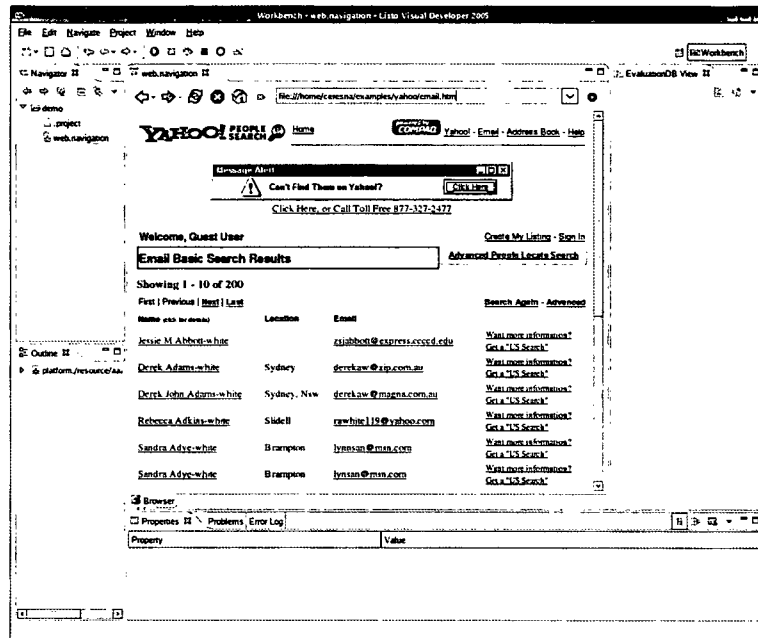 Workbench - web.navigation - Lixto Visual Developer 2005
File Edit Navigate Project Window Help
Workbench
Navigator
demo
.project
web.navigation
web.navigation
file:///home/ceresna/examples/yahoo/email.htm
EvaluationDB View
YAHOO! PEOPLE SEARCH
Home
COMPAQ
Yahoo! - Email - Address Book - Help
Message Alert
Can't Find Them on Yahoo!?
Click Here
Click Here, or Call Toll Free 877-327-2477
Welcome, Guest User
Create My Listing - Sign In
Email Basic Search Results
Advanced People Locate Search
Showing 1 - 10 of 200
First | Previous | Next | Last
Search Again - Advanced
Name (click for details) Location Email
Jessie M Abbott-white zsjabbott@express.cccd.edu Want more information?
Get a "US Search"
Derek Adams-white Sydney derekaw@zip.com.au Want more information?
Get a "US Search"
Derek John Adams-white Sydney, Nsw derekaw@magna.com.au Want more information?
Get a "US Search"
Rebecca Adkins-white Slidell rawhite119@yahoo.com Want more information?
Get a "US Search"
Sandra Adye-white Brampton lynnsan@msn.com Want more information?
Get a "US Search"
Sandra Adye-white Brampton lynsan@msn.com Want more information?
Get a "US Search"
Outline
platform:/resource/aa
Browser
Properties Problems Error Log
Property Value